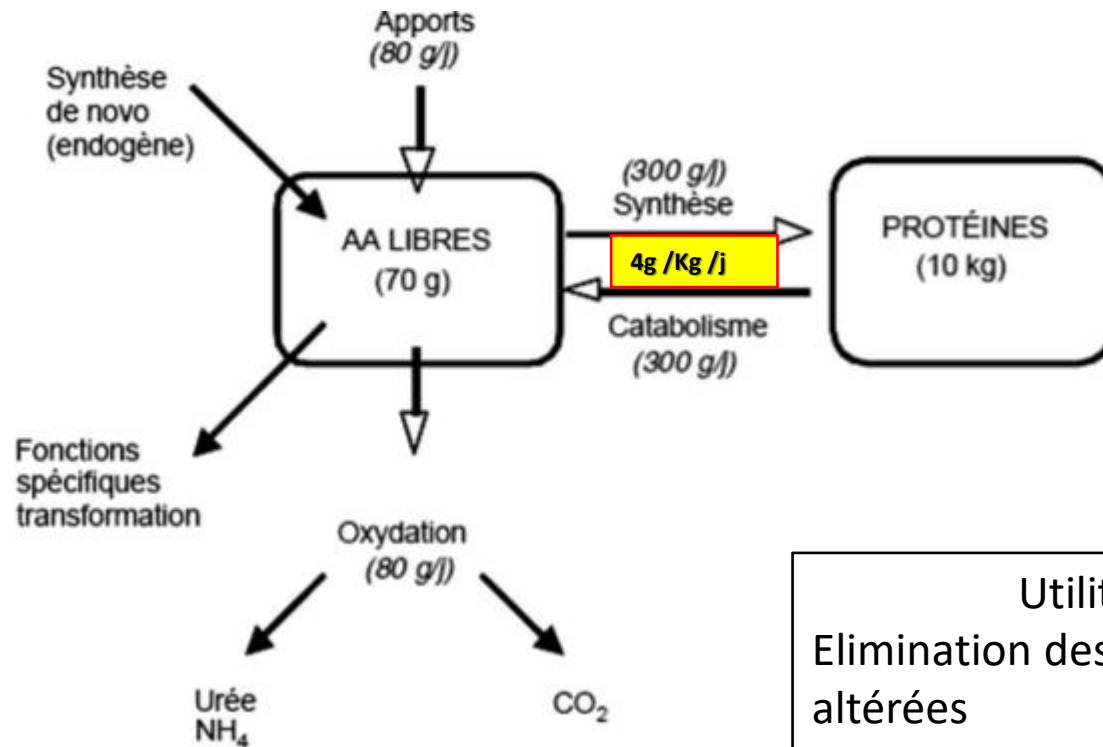 Apports
(80 g/j)
Synthèse
de novo
(endogène)
AA LIBRES
(70 g)
(300 g/j)
Synthèse
4g /Kg /j
Catabolisme
(300 g/j)
PROTÉINES
(10 kg)
Fonctions
spécifiques
transformation
Oxydation
(80 g/j)
Urée
NH4
CO2
Elimination des
altérées